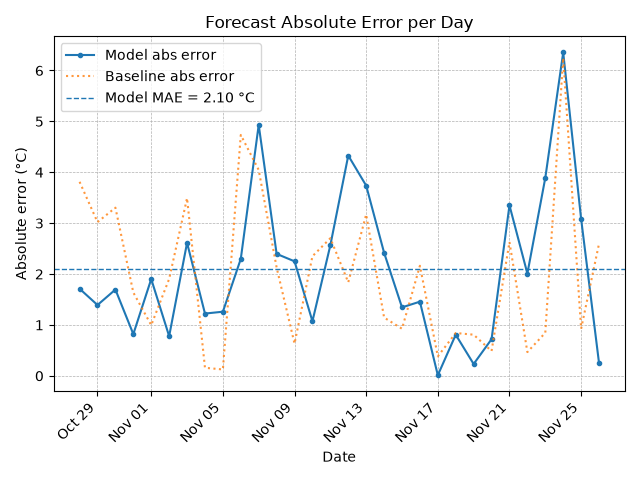 Forecast Absolute Error per Day
Model abs error
Baseline abs error
Model MAE = 2.10 °C
Absolute error (°C)
6
5
4
3
2
1
0
Oct 29
Nov 01
Nov 05
Nov 09
Nov 13
Nov 17
Nov 21
Nov 25
Date